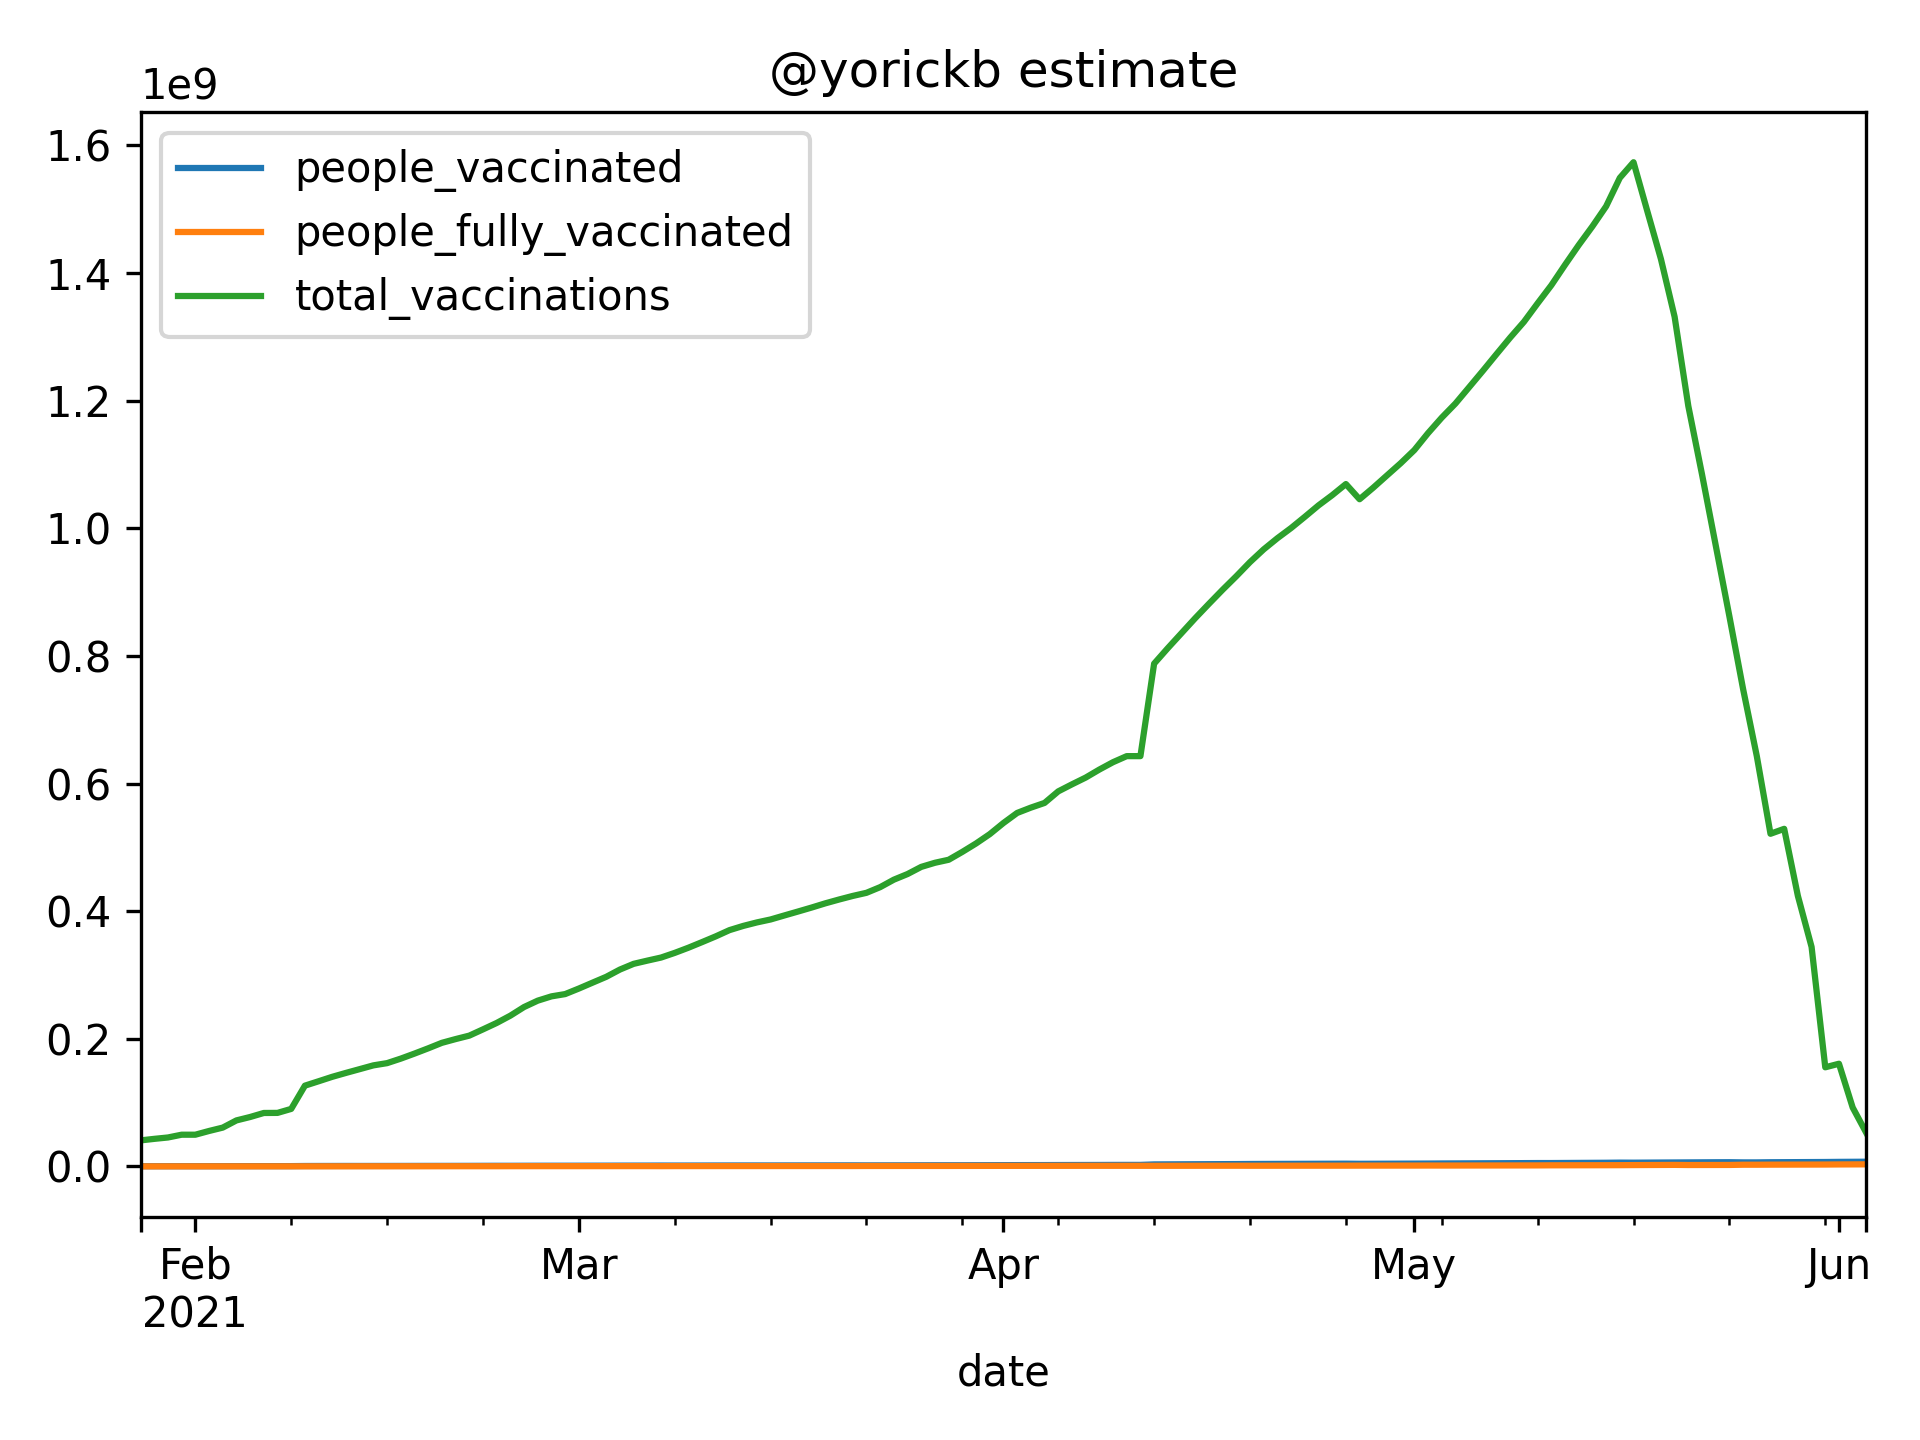 @yorickb estimate
1e9
1.6
1.4
1.2
1.0
0.8
0.6
0.4
0.2
0.0
people_vaccinated
people_fully_vaccinated
total_vaccinations
Feb Mar Apr May Jun
2021
date